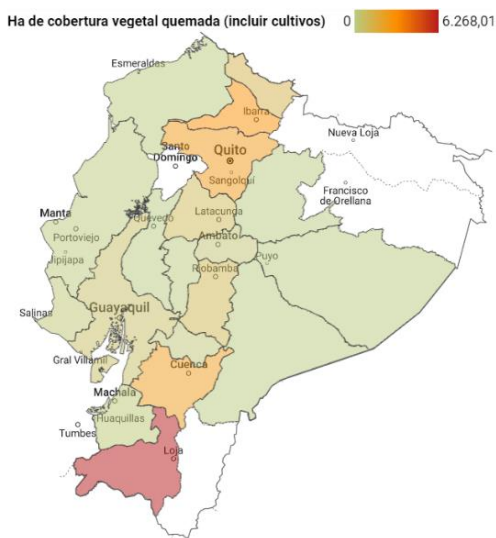 Ha de cobertura vegetal quemada (incluir cultivos) 0 6.268,01
Esmeraldas
Ibarra
Nueva Loja
Santo
Domingo
Quito
Sangolquí
Francisco
de Orellana
Manta
Quevedo
Latacunga
Portoviejo
Ambato
Jipijapa
Puyo
Riobamba
Salinas
Guayaquil
Gral Villamil
Cuenca
Machala
Huaquillas
Tumbes
Loja